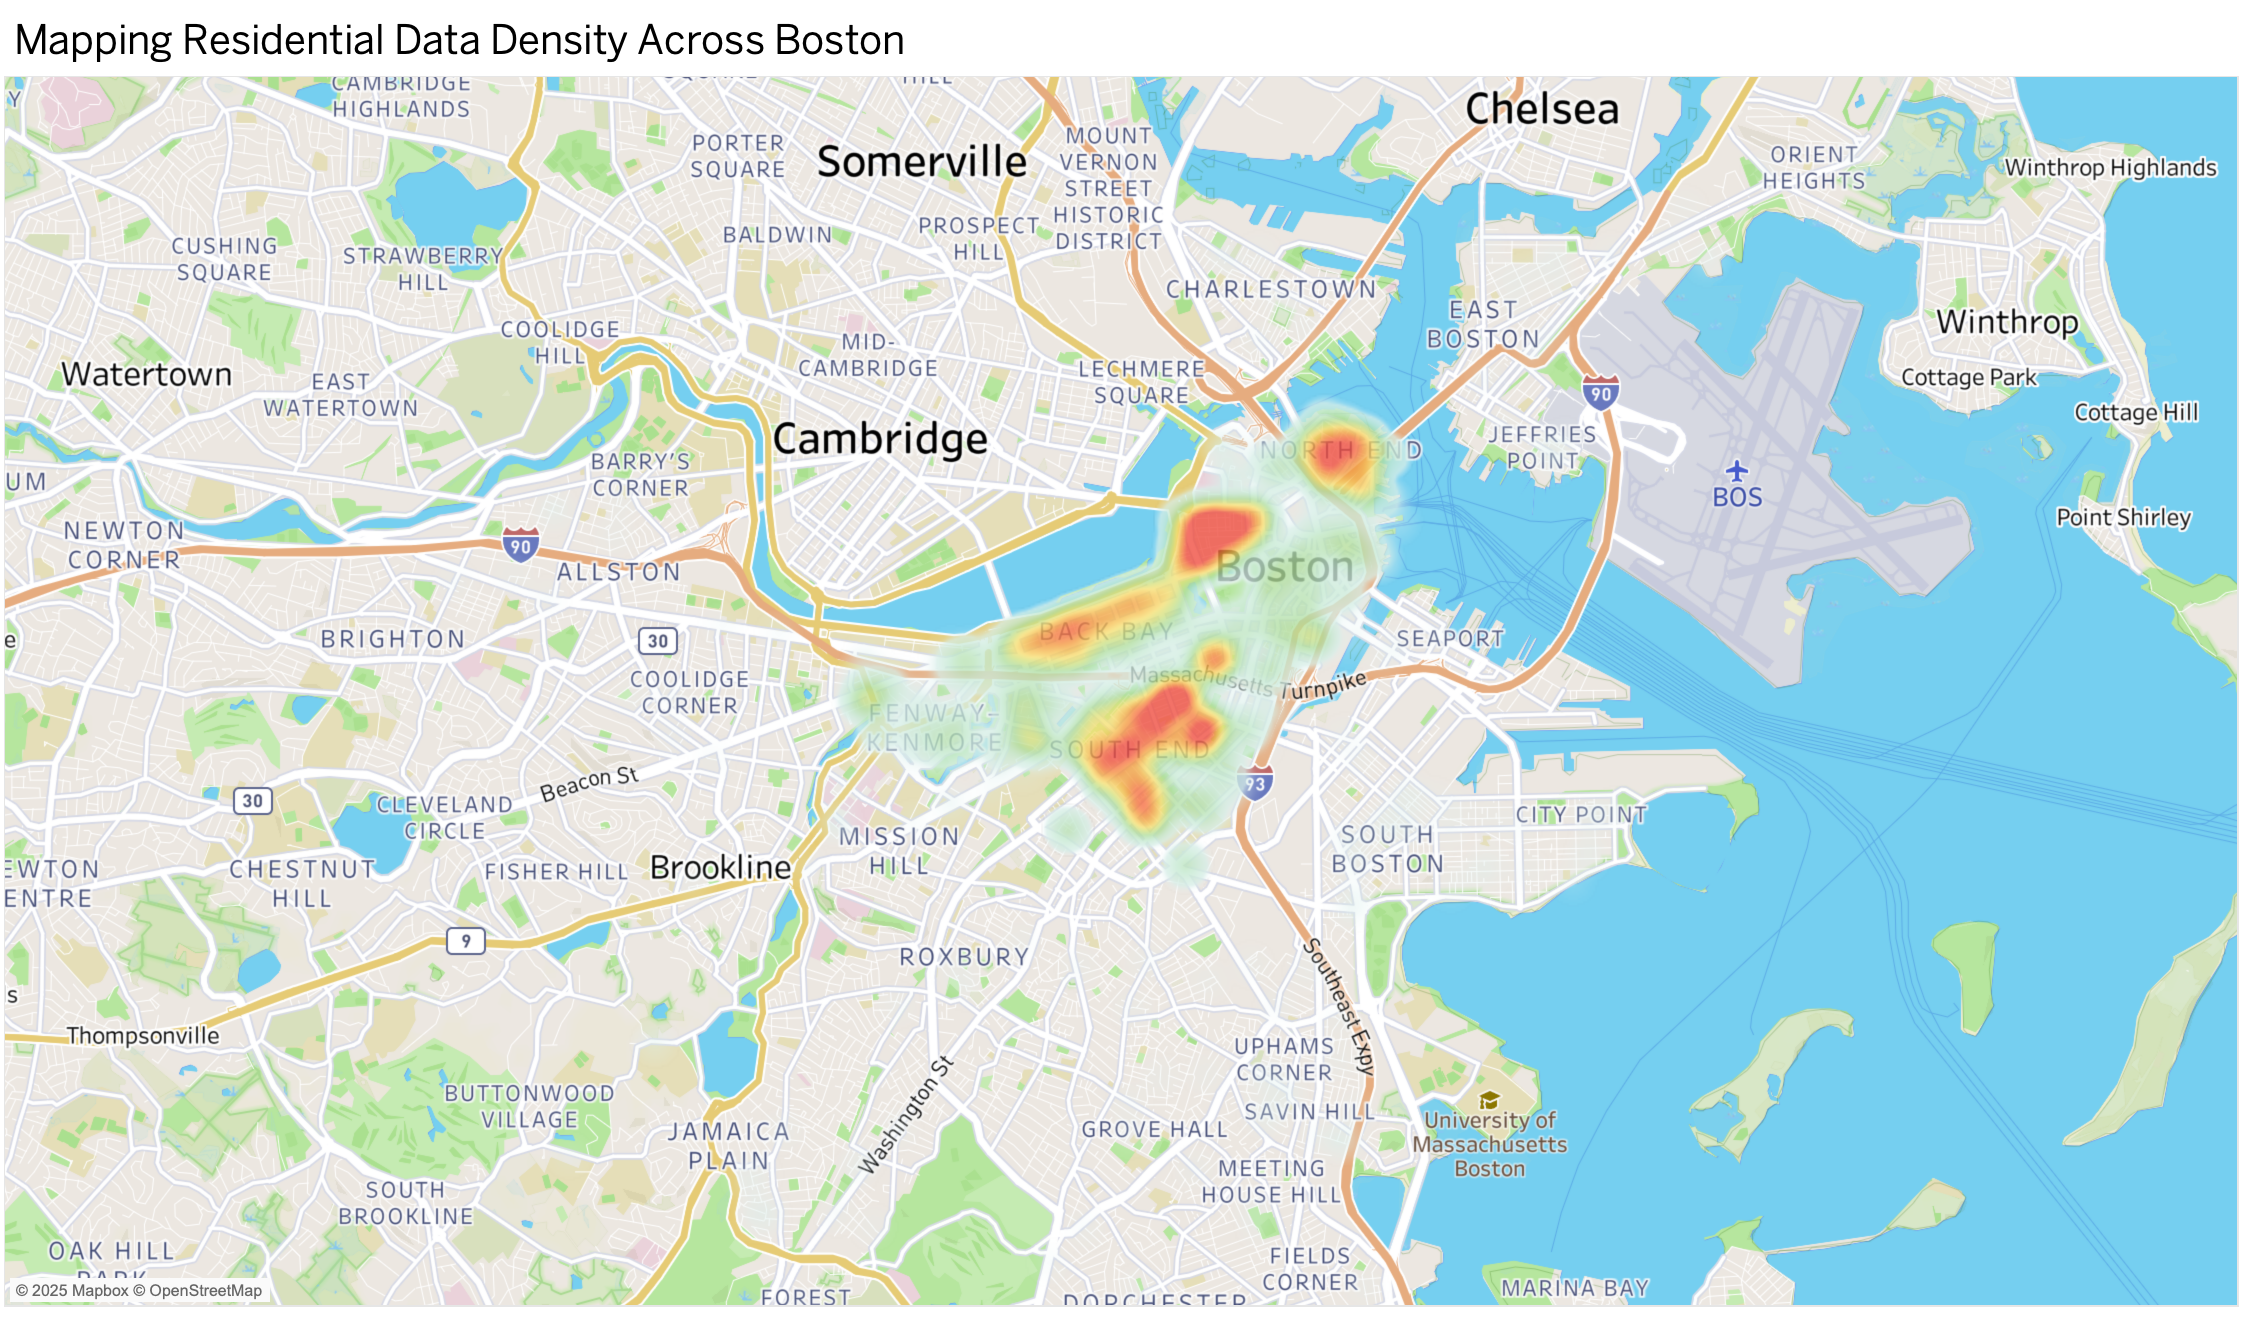 Mapping Residential Data Density Across Boston
CAMBRIDGE
HIGHLANDS
HILL
Y
PORTER
SQUARE
Somerville
MOUNT
VERNON
STREET
HISTORIC
DISTRICT
Chelsea
ORIENT
HEIGHTS
Winthrop Highlands
CUSHING
SQUARE
STRAWBERRY
HILL
BALDWIN
PROSPECT
HILL
CHARLESTOWN
EAST
BOSTON
Winthrop
COOLIDGE
HILL
Watertown
EAST
WATERTOWN
MID-
CAMBRIDGE
LECHMERE
SQUARE
90
Cottage Park
Cottage Hill
Cambridge
NORTH END
JEFFRIES
POINT
BARRY'S
CORNER
UM
BOS
Point Shirley
NEWTON
CORNER
90
ALLSTON
Boston
e
BRIGHTON
30
BACK BAY
SEAPORT
COOLIDGE
CORNER
Massachusetts Turnpike
FENWAY-
KENMORE
SOUTH END
Beacon St
93
30
CLEVELAND
CIRCLE
CITY POINT
MISSION
HILL
SOUTH
BOSTON
EWTON
ENTRE
CHESTNUT
HILL
FISHER HILL
Brookline
9
ROXBURY
Southeast Expy
s
Thompsonville
UPHAMS
CORNER
BUTTONWOOD
VILLAGE
Washington St
SAVIN HILL
University of
Massachusetts
Boston
JAMAICA
PLAIN
GROVE HALL
MEETING
HOUSE HILL
SOUTH
BROOKLINE
OAK HILL
PARK
FIELDS
CORNER
MARINA BAY
© 2025 Mapbox © OpenStreetMap
FOREST
DORCHESTER